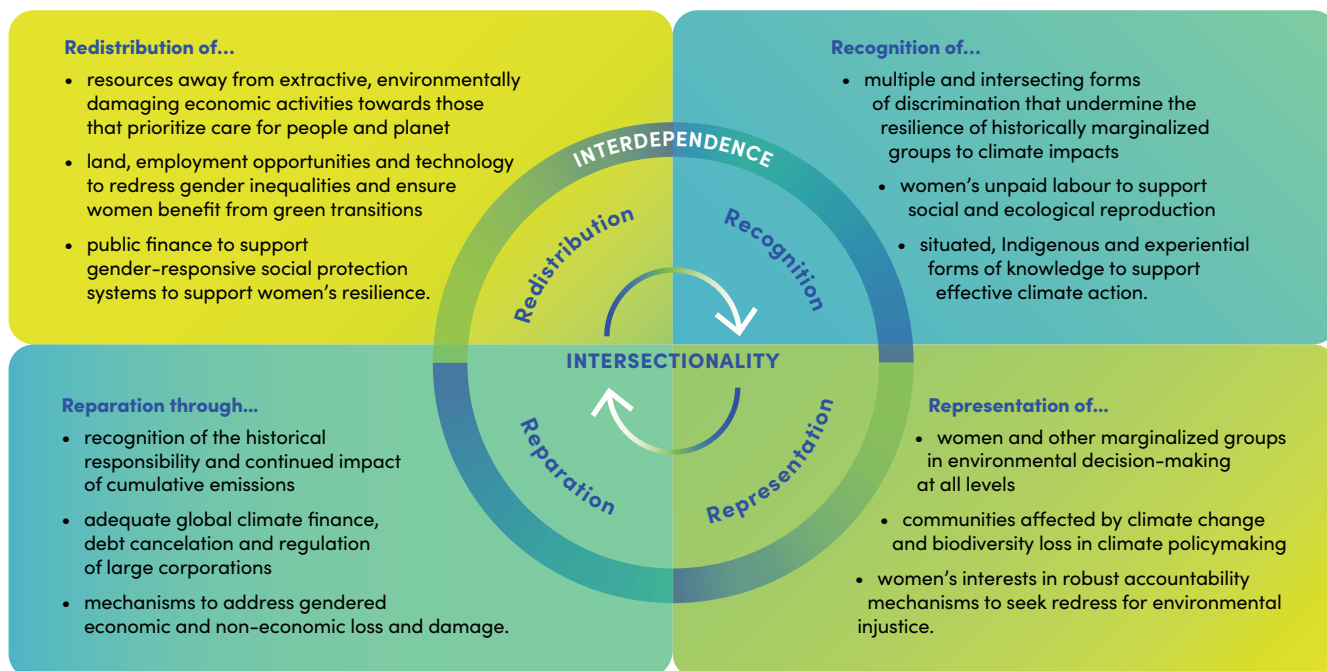 Redistribution of...
• resources away from extractive, environmentally
damaging economic activities towards those
that prioritize care for people and planet
• land, employment opportunities and technology
to redress gender inequalities and ensure
women benefit from green transitions
• public finance to support
gender-responsive social protection
systems to support women’s resilience.
Recognition of...
• multiple and intersecting forms
of discrimination that undermine the
resilience of historically marginalized
groups to climate impacts
• women’s unpaid labour to support
social and ecological reproduction
• situated, Indigenous and experiential
forms of knowledge to support
effective climate action.
INTERDEPENDENCE
Redistribution
Recognition
INTERSECTIONALITY
Reparation
Representation
Reparation through...
• recognition of the historical
responsibility and continued impact
of cumulative emissions
• adequate global climate finance,
debt cancelation and regulation
of large corporations
• mechanisms to address gendered
economic and non-economic loss and damage.
Representation of...
• women and other marginalized groups
in environmental decision-making
at all levels
• communities affected by climate change
and biodiversity loss in climate policymaking
• women’s interests in robust accountability
mechanisms to seek redress for environmental
injustice.